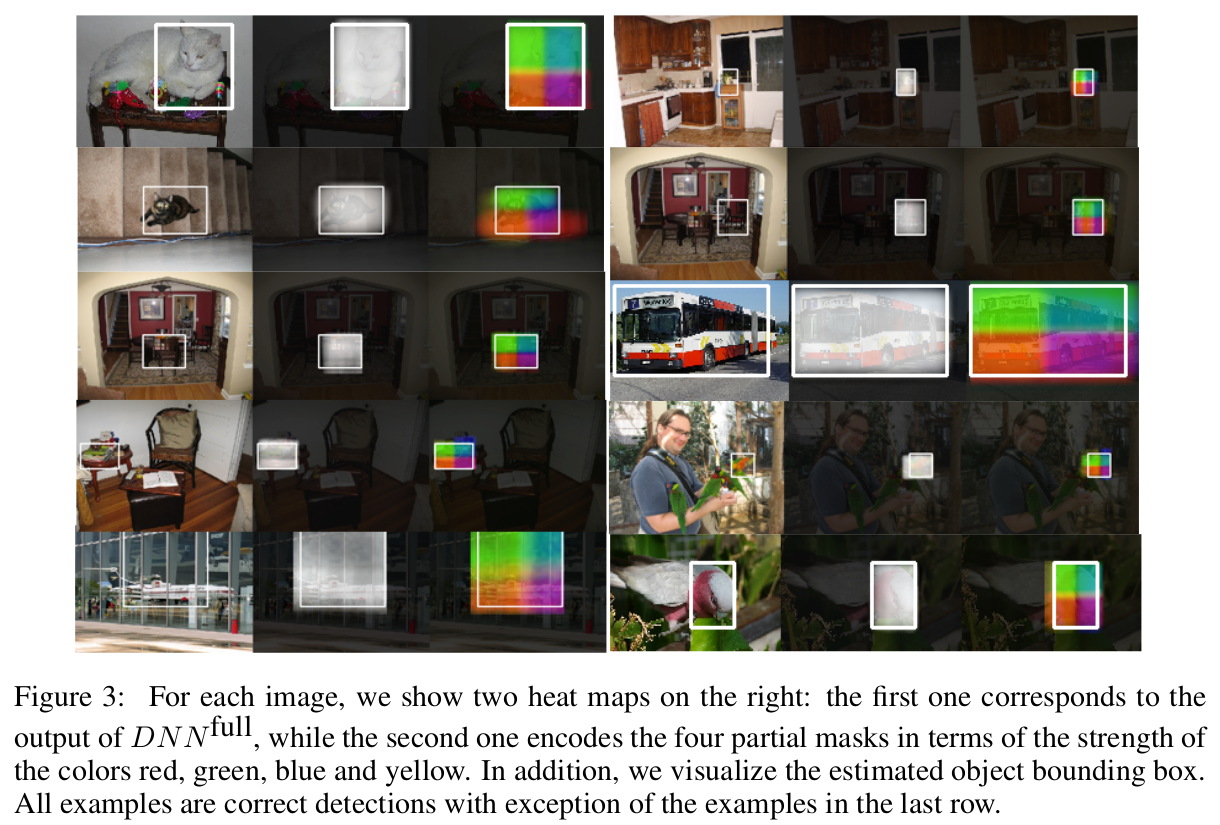 Figure 3: For each image, we show two heat maps on the right: the first one corresponds to the
output of DNN^full, while the second one encodes the four partial masks in terms of the strength of
the colors red, green, blue and yellow. In addition, we visualize the estimated object bounding box.
All examples are correct detections with exception of the examples in the last row.